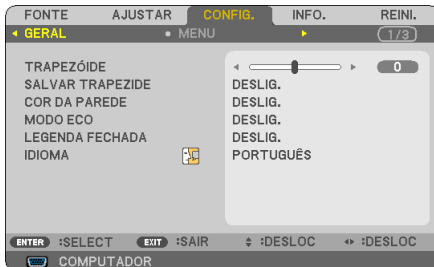 FONTE AJUSTAR CONFIG. INFO. REINI.
GERAL MENU (1/3)
TRAPEZÓIDE 0
SALVAR TRAPEZIDE DESLIG.
COR DA PAREDE DESLIG.
MODO ECO DESLIG.
LEGENDA FECHADA DESLIG.
IDIOMA PORTUGUÊS
ENTER :SELECT EXIT :SAIR :DESLOC :DESLOC
COMPUTADOR